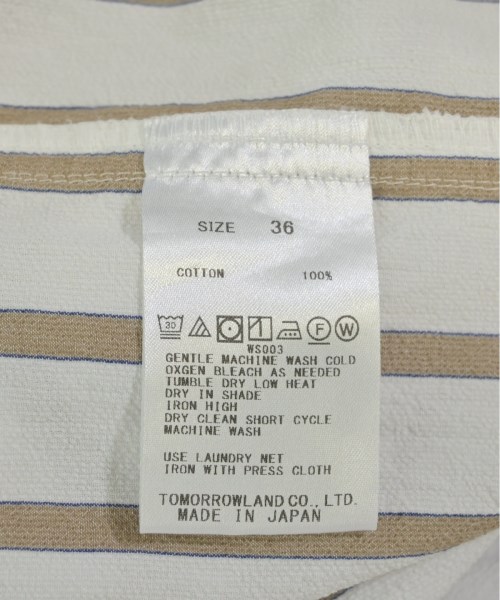 SIZE 36
COTTON 100%
30 F W
WS003
GENTLE MACHINE WASH COLD
OXGEN BLEACH AS NEEDED
TUMBLE DRY LOW HEAT
DRY IN SHADE
IRON HIGH
DRY CLEAN SHORT CYCLE
MACHINE WASH
USE LAUNDRY NET
IRON WITH PRESS CLOTH
TOMORROWLAND CO., LTD.
MADE IN JAPAN